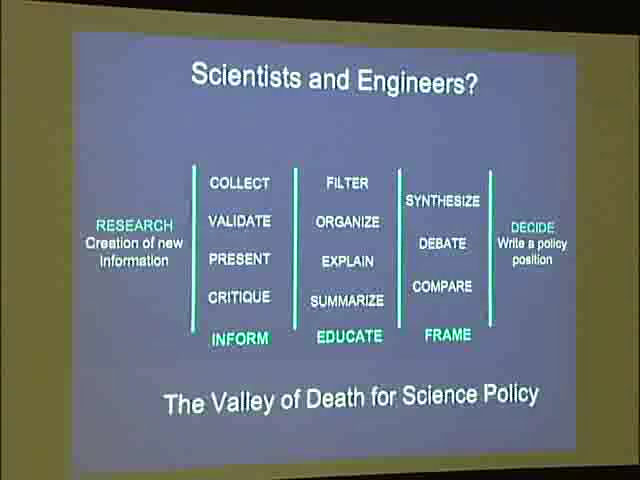 Scientists and Engineers?
RESEARCH
Creation of new
Information
COLLECT
VALIDATE
PRESENT
CRITIQUE
INFORM
FILTER
ORGANIZE
EXPLAIN
SUMMARIZE
EDUCATE
SYNTHESIZE
DEBATE
COMPARE
FRAME
DECIDE
Write a policy
position
The Valley of Death for Science Policy